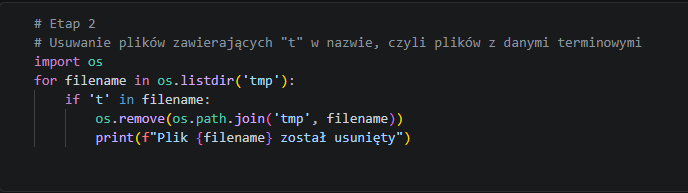 # Etap 2
# Usuwanie plików zawierających "t" w nazwie, czyli plików z danymi terminowymi
import os
for filename in os.listdir('tmp'):
    if 't' in filename:
        os.remove(os.path.join('tmp', filename))
        print(f"Plik {filename} został usunięty")